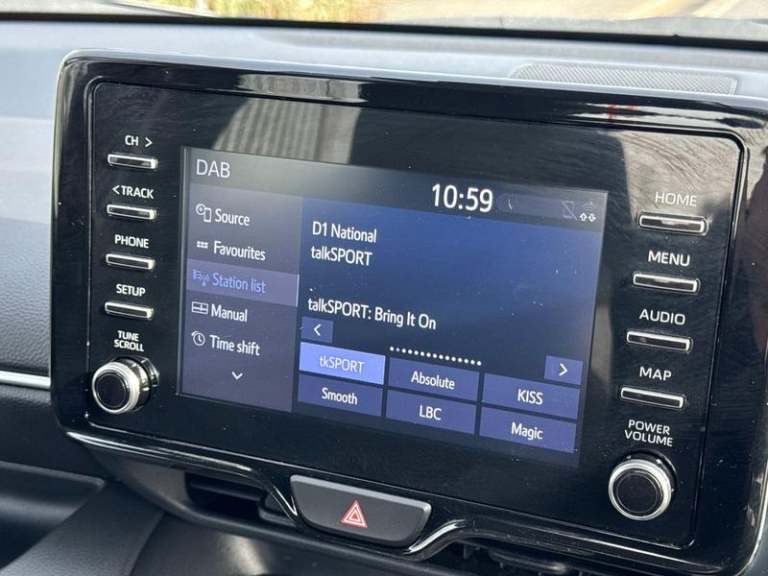 CH >
< TRACK
PHONE
SETUP
TUNE
SCROLL
DAB
10:59
Source
Favourites
Station list
Manual
Time shift
D1 National
talkSPORT
talkSPORT: Bring It On
tkSPORT
Absolute
KISS
Smooth
LBC
Magic
HOME
MENU
AUDIO
MAP
POWER
VOLUME